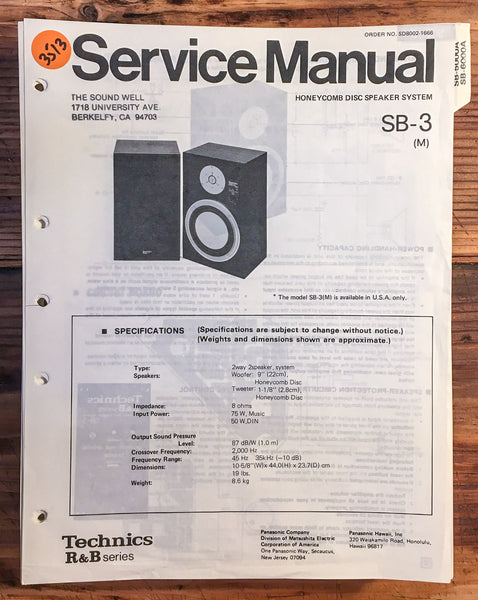 ORDER NO. SD8002-1666
3513
Service Manual
SB-5000A
SB-6000A
THE SOUND WELL
1718 UNIVERSITY AVE.
BERKELFY, CA 94703
HONEYCOMB DISC SPEAKER SYSTEM
SB-3
(M)
* The model SB-3(M) is available in U.S.A. only.
■ SPECIFICATIONS (Specifications are subject to change without notice.)
(Weights and dimensions shown are approximate.)
Type: 2way 2speaker, system
Speakers: Woofer: 9" (22cm),
Honeycomb Disc
Tweeter: 1-1/8" (2.8cm),
Honeycomb Disc
Impedance: 8 ohms
Input Power: 75 W, Music
50 W, DIN
Output Sound Pressure
Level: 87 dB/W (1.0 m)
Crossover Frequency: 2,000 Hz
Frequency Range: 45 Hz 35kHz (−10 dB)
Dimensions: 10-5/8"(W)x 44,0(H) x 23.7(D) cm
19 lbs.
Weight: 8.6 kg
Technics
R&B series
Panasonic Company
Division of Matsushita Electric
Corporation of America
One Panasonic Way, Secaucus,
New Jersey 07094
Panasonic Hawaii, Inc
320 Waiakamilo Road, Honolulu,
Hawaii 96817